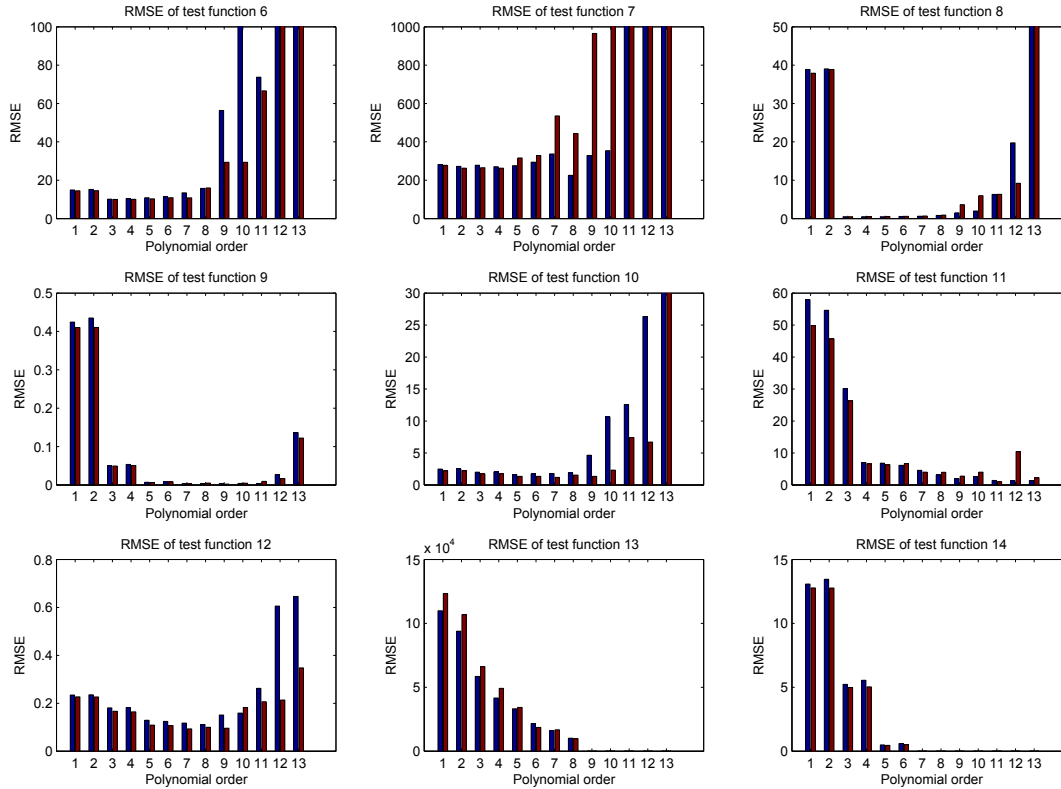 RMSE of test function 6
100
80
60
40
20
0
RMSE
1 2 3 4 5 6 7 8 9 10 11 12 13
Polynomial order
RMSE of test function 7
1000
800
600
400
200
0
RMSE
1 2 3 4 5 6 7 8 9 10 11 12 13
Polynomial order
RMSE of test function 8
50
40
30
20
10
0
RMSE
1 2 3 4 5 6 7 8 9 10 11 12 13
Polynomial order
RMSE of test function 9
0.5
0.4
0.3
0.2
0.1
0
RMSE
1 2 3 4 5 6 7 8 9 10 11 12 13
Polynomial order
RMSE of test function 10
30
25
20
15
10
5
0
RMSE
1 2 3 4 5 6 7 8 9 10 11 12 13
Polynomial order
RMSE of test function 11
60
50
40
30
20
10
0
RMSE
1 2 3 4 5 6 7 8 9 10 11 12 13
Polynomial order
RMSE of test function 12
0.8
0.6
0.4
0.2
0
RMSE
1 2 3 4 5 6 7 8 9 10 11 12 13
Polynomial order
RMSE of test function 13
x 10^4
15
10
5
0
RMSE
1 2 3 4 5 6 7 8 9 10 11 12 13
Polynomial order
RMSE of test function 14
15
10
5
0
RMSE
1 2 3 4 5 6 7 8 9 10 11 12 13
Polynomial order